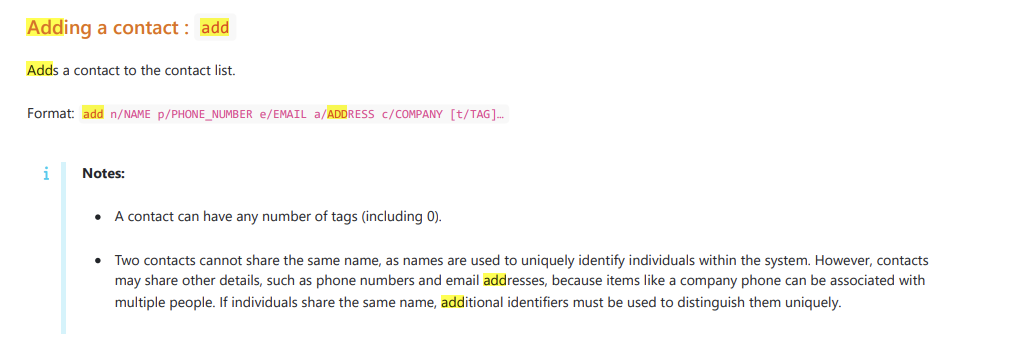 Adding a contact : add
Adds a contact to the contact list.
Format: add n/NAME p/PHONE_NUMBER e/EMAIL a/ADDRESS c/COMPANY [t/TAG]…
i Notes:
• A contact can have any number of tags (including 0).
• Two contacts cannot share the same name, as names are used to uniquely identify individuals within the system. However, contacts
may share other details, such as phone numbers and email addresses, because items like a company phone can be associated with
multiple people. If individuals share the same name, additional identifiers must be used to distinguish them uniquely.